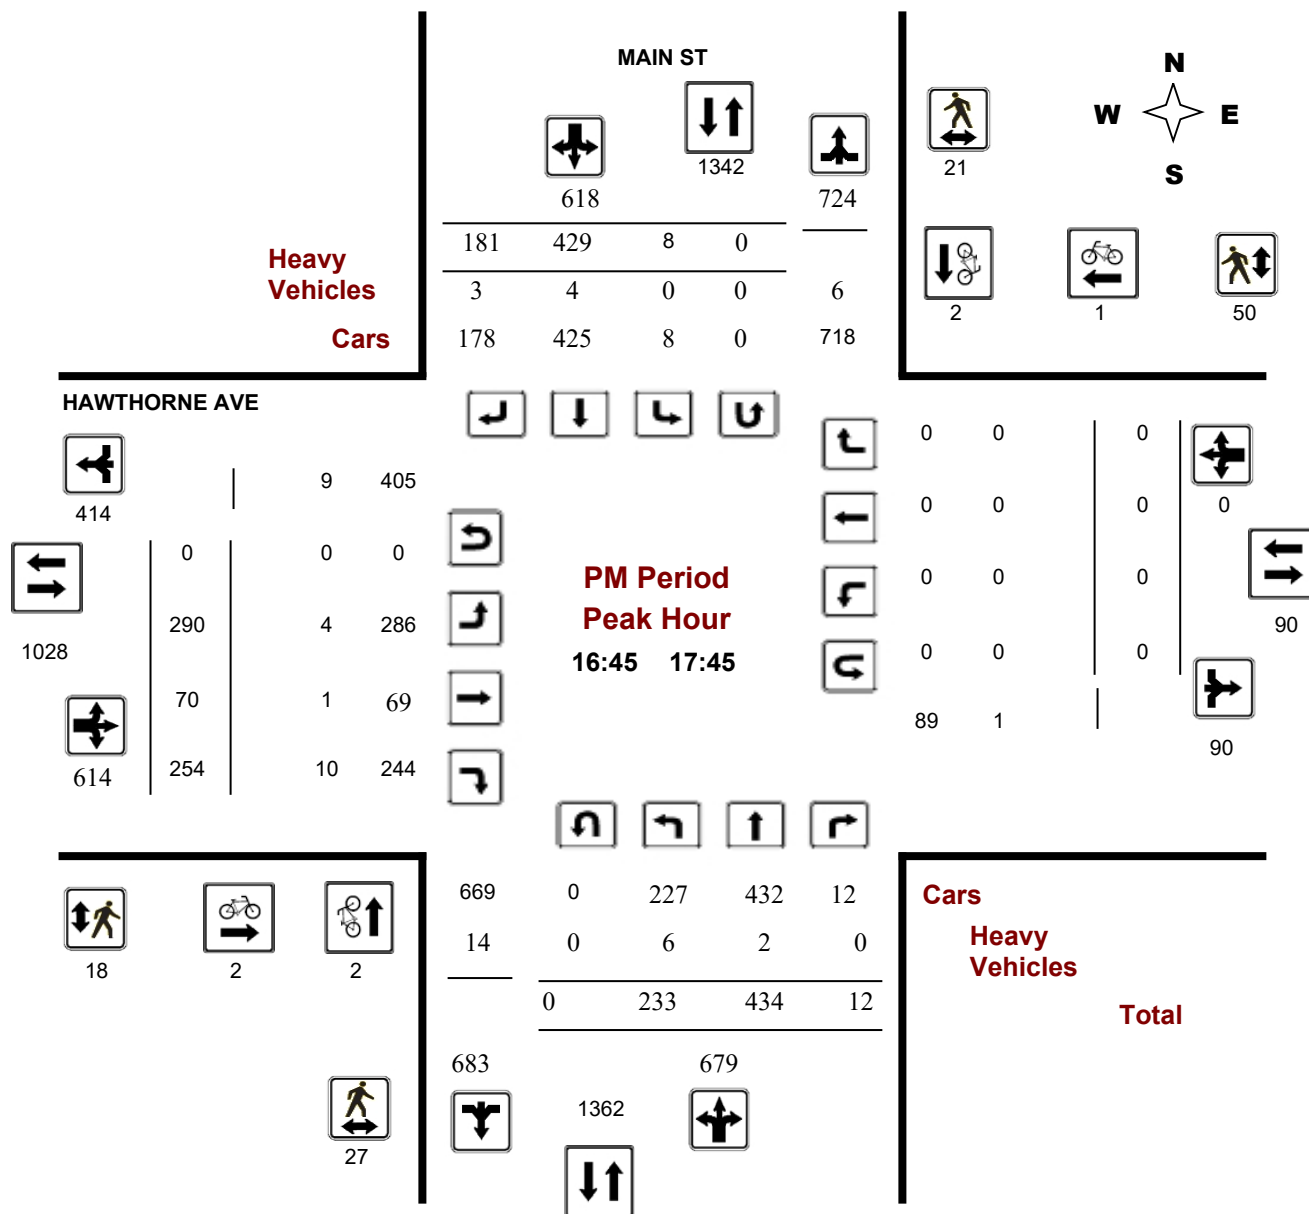 MAIN ST
N
W E
S
1342
21
618 724
181 429 8 0
Heavy
Vehicles
3 4 0 0 6
2 1 50
Cars 178 425 8 0 718
HAWTHORNE AVE
0 0 0
9 405
414
0 0 0 0
0 0 0
0 0 0
PM Period
0 0 0
Peak Hour
290 4 286
90
1028
16:45 17:45
0 0 0
70 1 69
89 1
90
614 254 10 244
669 0 227 432 12 Cars
14 0 6 2 0 Heavy
Vehicles
18 2 2
0 233 434 12
Total
683 679
1362
27